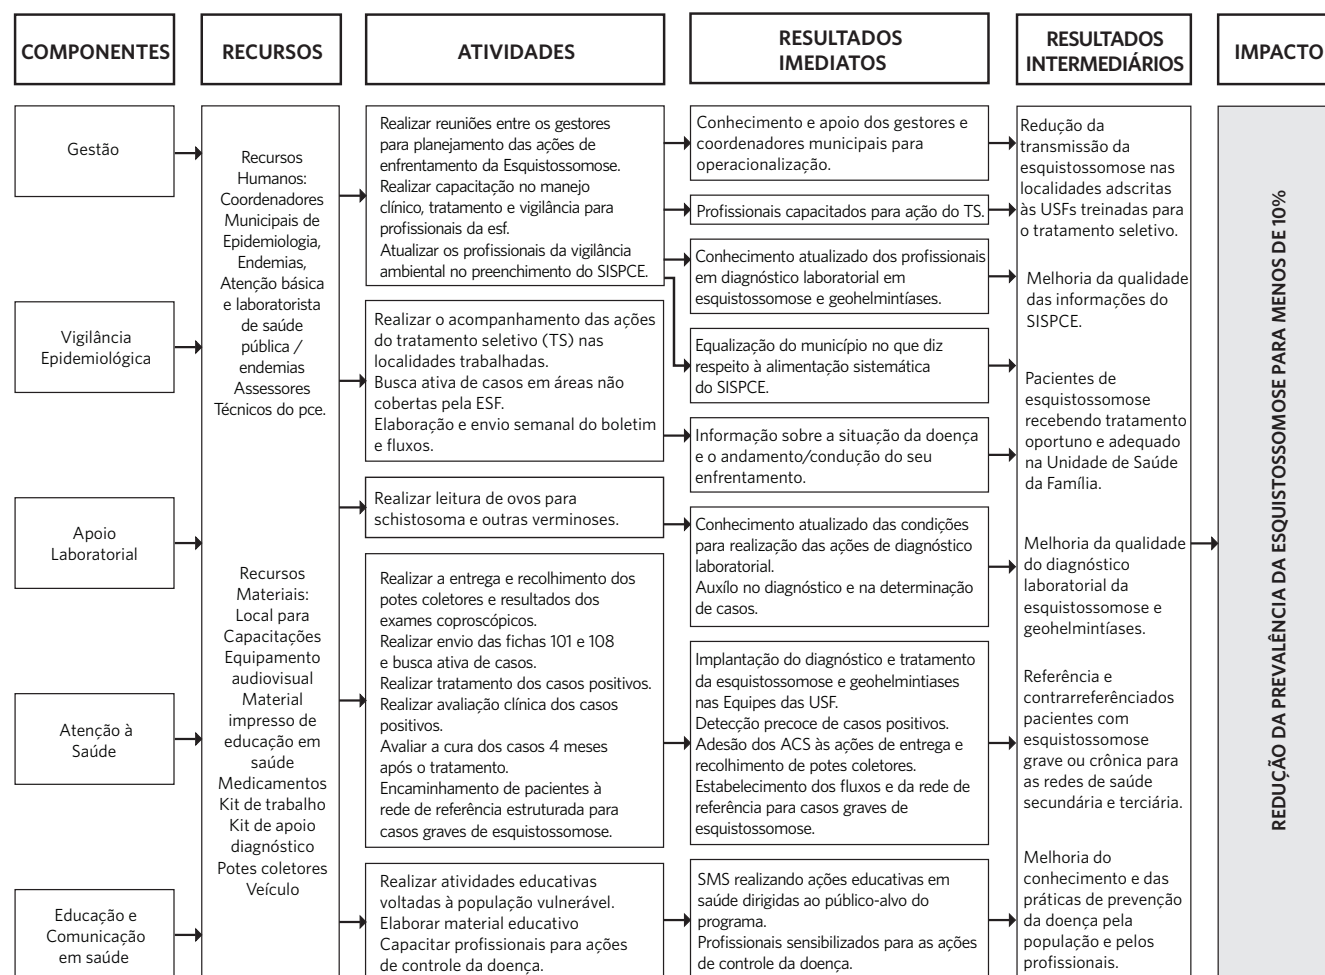 COMPONENTES
RECURSOS
ATIVIDADES
RESULTADOS
IMEDIATOS
RESULTADOS
INTERMEDIÁRIOS
IMPACTO
Gestão
Vigilância
Epidemiológica
Apoio
Laboratorial
Atenção à
Saúde
Educação e
Comunicação
em saúde
Recursos
Humanos:
Coordenadores
Municipais de
Epidemiologia,
Endemias,
Atenção básica
e laboratorista
de saúde
pública /
endemias
Assessores
Técnicos do pce.
Recursos
Materiais:
Local para
Capacitações
Equipamento
audiovisual
Material
impresso de
educação em
saúde
Medicamentos
Kit de trabalho
Kit de apoio
diagnóstico
Potes coletores
Veículo
Realizar reuniões entre os gestores
para planejamento das ações de
enfrentamento da Esquistossomose.
Realizar capacitação no manejo
clínico, tratamento e vigilância para
profissionais da esf.
Atualizar os profissionais da vigilância
ambiental no preenchimento do SISPCE.
Realizar o acompanhamento das ações
do tratamento seletivo (TS) nas
localidades trabalhadas.
Busca ativa de casos em áreas não
cobertas pela ESF.
Elaboração e envio semanal do boletim
e fluxos.
Realizar leitura de ovos para
schistosoma e outras verminoses.
Realizar a entrega e recolhimento dos
potes coletores e resultados dos
exames coproscópicos.
Realizar envio das fichas 101 e 108
e busca ativa de casos.
Realizar tratamento dos casos positivos.
Realizar avaliação clínica dos casos
positivos.
Avaliar a cura dos casos 4 meses
após o tratamento.
Encaminhamento de pacientes à
rede de referência estruturada para
casos graves de esquistossomose.
Realizar atividades educativas
voltadas à população vulnerável.
Elaborar material educativo
Capacitar profissionais para ações
de controle da doença.
Conhecimento e apoio dos gestores e
coordenadores municipais para
operacionalização.
Profissionais capacitados para ação do TS.
Conhecimento atualizado dos profissionais
em diagnóstico laboratorial em
esquistossomose e geohelmintíases.
Equalização do município no que diz
respeito à alimentação sistemática
do SISPCE.
Informação sobre a situação da doença
e o andamento/condução do seu
enfrentamento.
Conhecimento atualizado das condições
para realização das ações de diagnóstico
laboratorial.
Auxílo no diagnóstico e na determinação
de casos.
Implantação do diagnóstico e tratamento
da esquistossomose e geohelmintiases
nas Equipes das USF.
Detecção precoce de casos positivos.
Adesão dos ACS às ações de entrega e
recolhimento de potes coletores.
Estabelecimento dos fluxos e da rede de
referência para casos graves de
esquistossomose.
SMS realizando ações educativas em
saúde dirigidas ao público-alvo do
programa.
Profissionais sensibilizados para as ações
de controle da doença.
Redução da
transmissão da
esquistossomose nas
localidades adscritas
às USFs treinadas para
o tratamento seletivo.
Melhoria da qualidade
das informações do
SISPCE.
Pacientes de
esquistossomose
recebendo tratamento
oportuno e adequado
na Unidade de Saúde
da Família.
Melhoria da qualidade
do diagnóstico
laboratorial da
esquistossomose e
geohelmintíases.
Referência e
contrarreferênciados
pacientes com
esquistossomose
grave ou crônica para
as redes de saúde
secundária e terciária.
Melhoria do
conhecimento e das
práticas de prevenção
da doença pela
população e pelos
profissionais.
REDUÇÃO DA PREVALÊNCIA DA ESQUISTOSSOMOSE PARA MENOS DE 10%